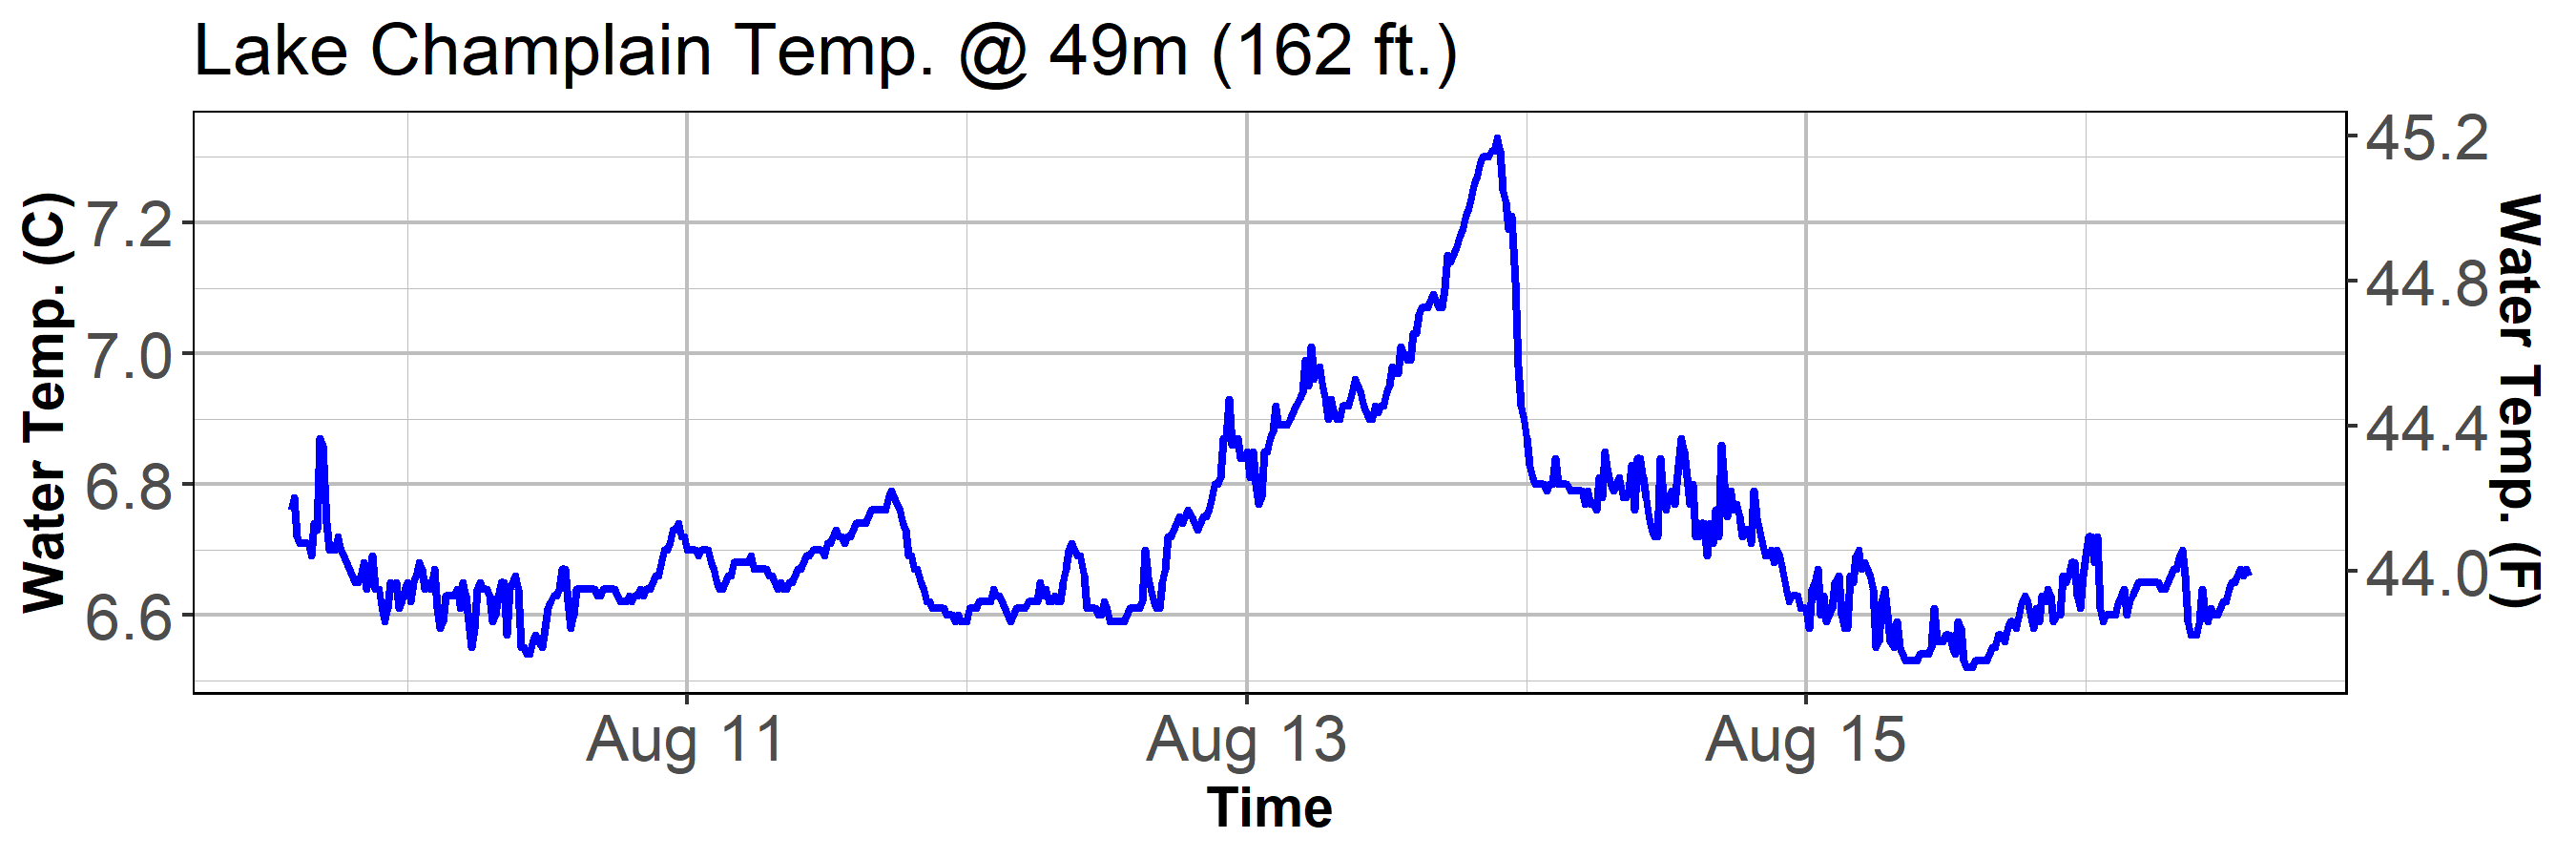 Lake Champlain Temp. @ 49m (162 ft.)
Water Temp. (C)
7.2
7.0
6.8
6.6
45.2
44.8
44.4
44.0
Water Temp. (F)
Aug 11
Aug 13
Aug 15
Time